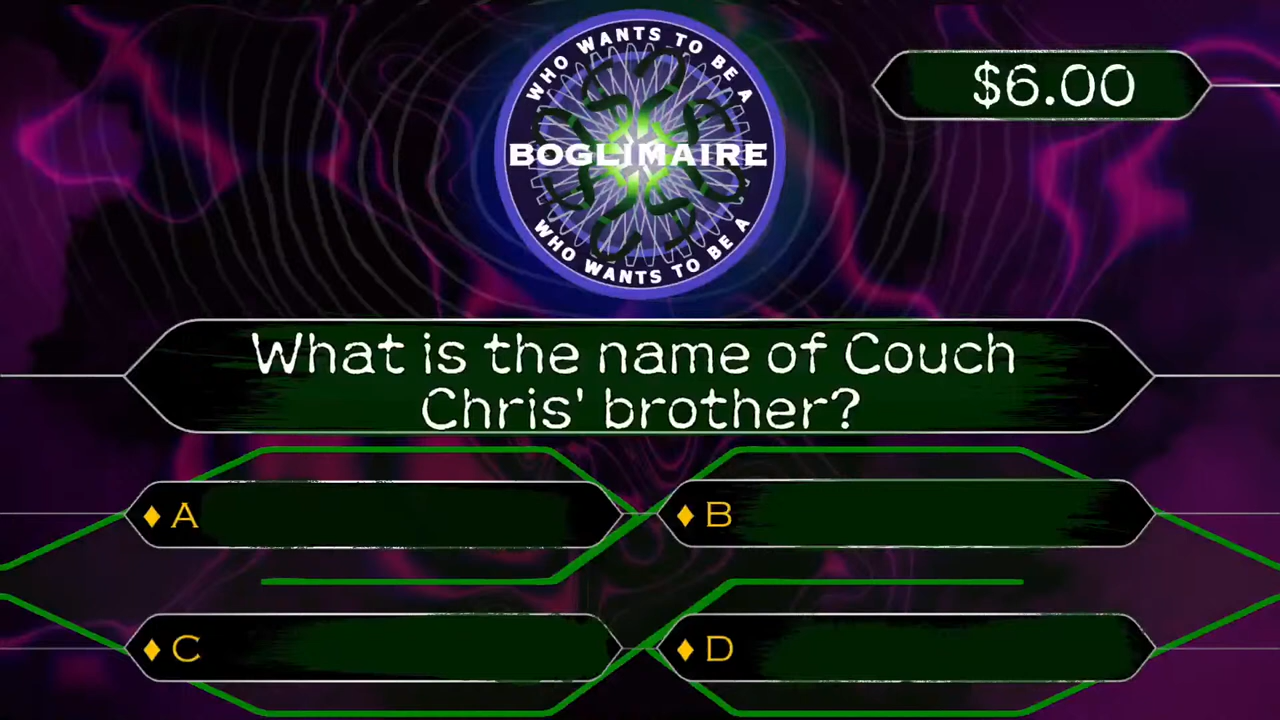 WHO WANTS TO BE A
BOGLIMAIRE
WHO WANTS TO BE A
$6.00
What is the name of Couch
Chris' brother?
A
B
C
D